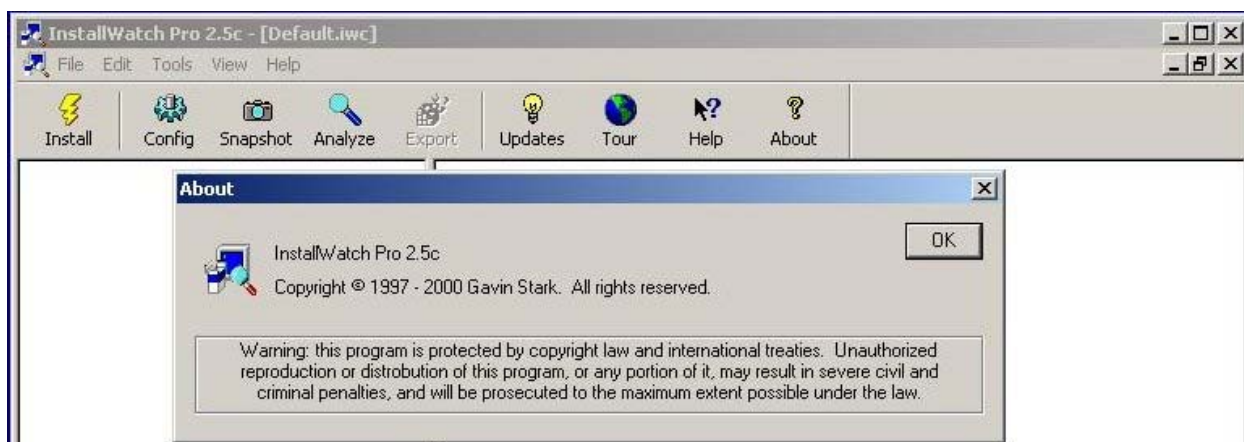 InstallWatch Pro 2.5c - [Default.iwc]
File Edit Tools View Help
Install Config Snapshot Analyze Export Updates Tour Help About
About
OK
InstallWatch Pro 2.5c
Copyright © 1997 - 2000 Gavin Stark. All rights reserved.
Warning: this program is protected by copyright law and international treaties. Unauthorized
reproduction or distrobution of this program, or any portion of it, may result in severe civil and
criminal penalties, and will be prosecuted to the maximum extent possible under the law.